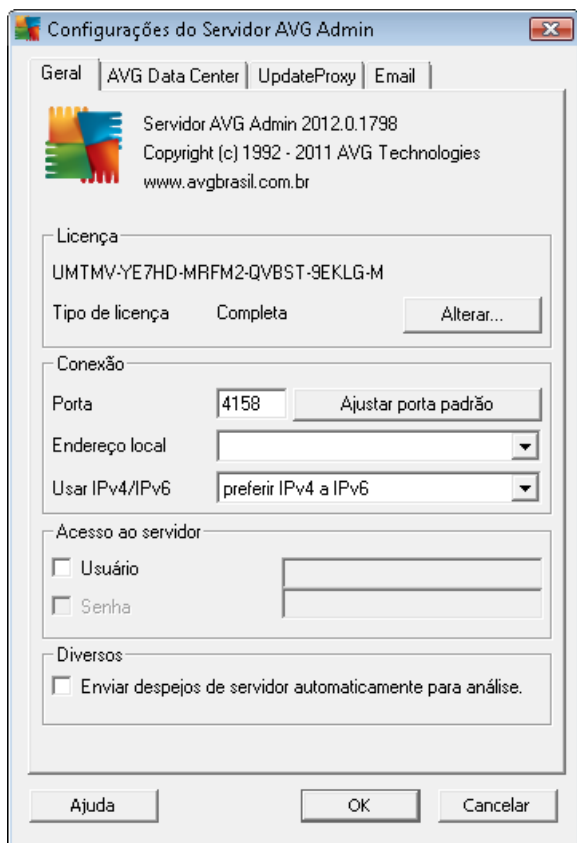 Configurações do Servidor AVG Admin
Geral AVG Data Center UpdateProxy Email
Servidor AVG Admin 2012.0.1798
Copyright (c) 1992 - 2011 AVG Technologies
www.avgbrasil.com.br
Licença
UMTMV-YE7HD-MRFM2-QVBST-9EKLG-M
Tipo de licença Completa Alterar...
Conexão
Porta 4158 Ajustar porta padrão
Endereço local
Usar IPv4/IPv6 preferir IPv4 a IPv6
Acesso ao servidor
Usuário
Senha
Diversos
Enviar despejos de servidor automaticamente para análise.
Ajuda OK Cancelar